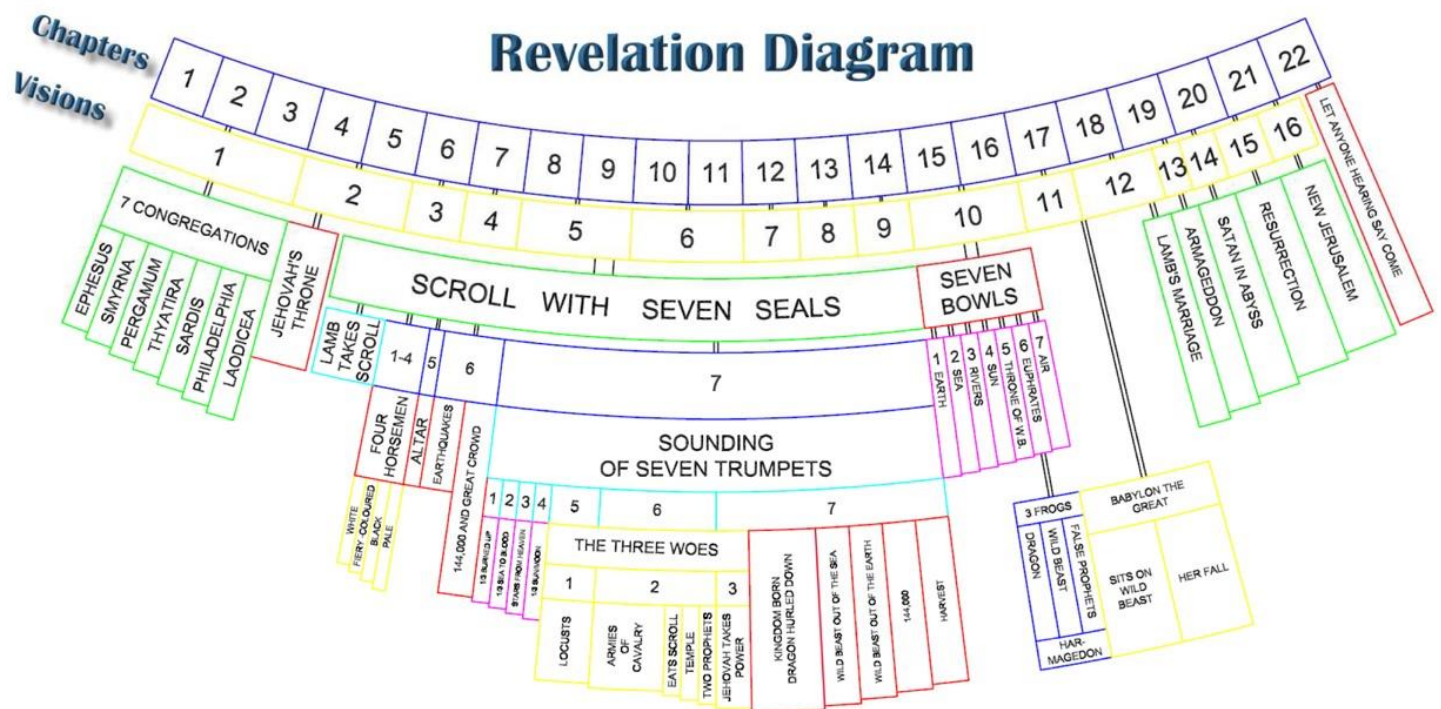 Revelation Diagram
Chapters
1 2 3 4 5 6 7 8 9 10 11 12 13 14 15 16 17 18 19 20 21 22
Visions
1 2 3 4 5 6 7 8 9 10 11 12 13 14 15 16
7 CONGREGATIONS
EPHESUS
SMYRNA
PERGAMUM
THYATIRA
SARDIS
PHILADELPHIA
LAODICEA
JEHOVAH'S
THRONE
SCROLL WITH SEVEN SEALS
LAMB
TAKES
SCROLL
1-4
5
6
7
FOUR
HORSEMEN
WHITE
FIERY-COLOURED
BLACK
PALE
ALTAR
EARTHQUAKES
144,000 AND GREAT CROWD
SOUNDING
OF SEVEN TRUMPETS
1 2 3 4 5 6 7
1/3 BURNED UP
1/3 SEA TO BLOOD
STARS FROM HEAVEN
1/3 SUN/MOON
THE THREE WOES
1 2 3
LOCUSTS
ARMIES
OF
CAVALRY
EATS SCROLL
TEMPLE
TWO PROPHETS
JEHOVAH TAKES
POWER
KINGDOM BORN
DRAGON HURLED DOWN
WILD BEAST OUT OF THE SEA
WILD BEAST OUT OF THE EARTH
144,000
HARVEST
SEVEN
BOWLS
1 EARTH
2 SEA
3 RIVERS
4 SUN
5 THRONE OF W.B.
6 EUPHRATES
7 AIR
3 FROGS
DRAGON
WILD BEAST
FALSE PROPHETS
HAR-
MAGEDON
BABYLON THE
GREAT
SITS ON
WILD
BEAST
HER FALL
LAMB'S MARRIAGE
ARMAGEDDON
SATAN IN ABYSS
RESURRECTION
NEW JERUSALEM
LET ANYONE HEARING SAY COME